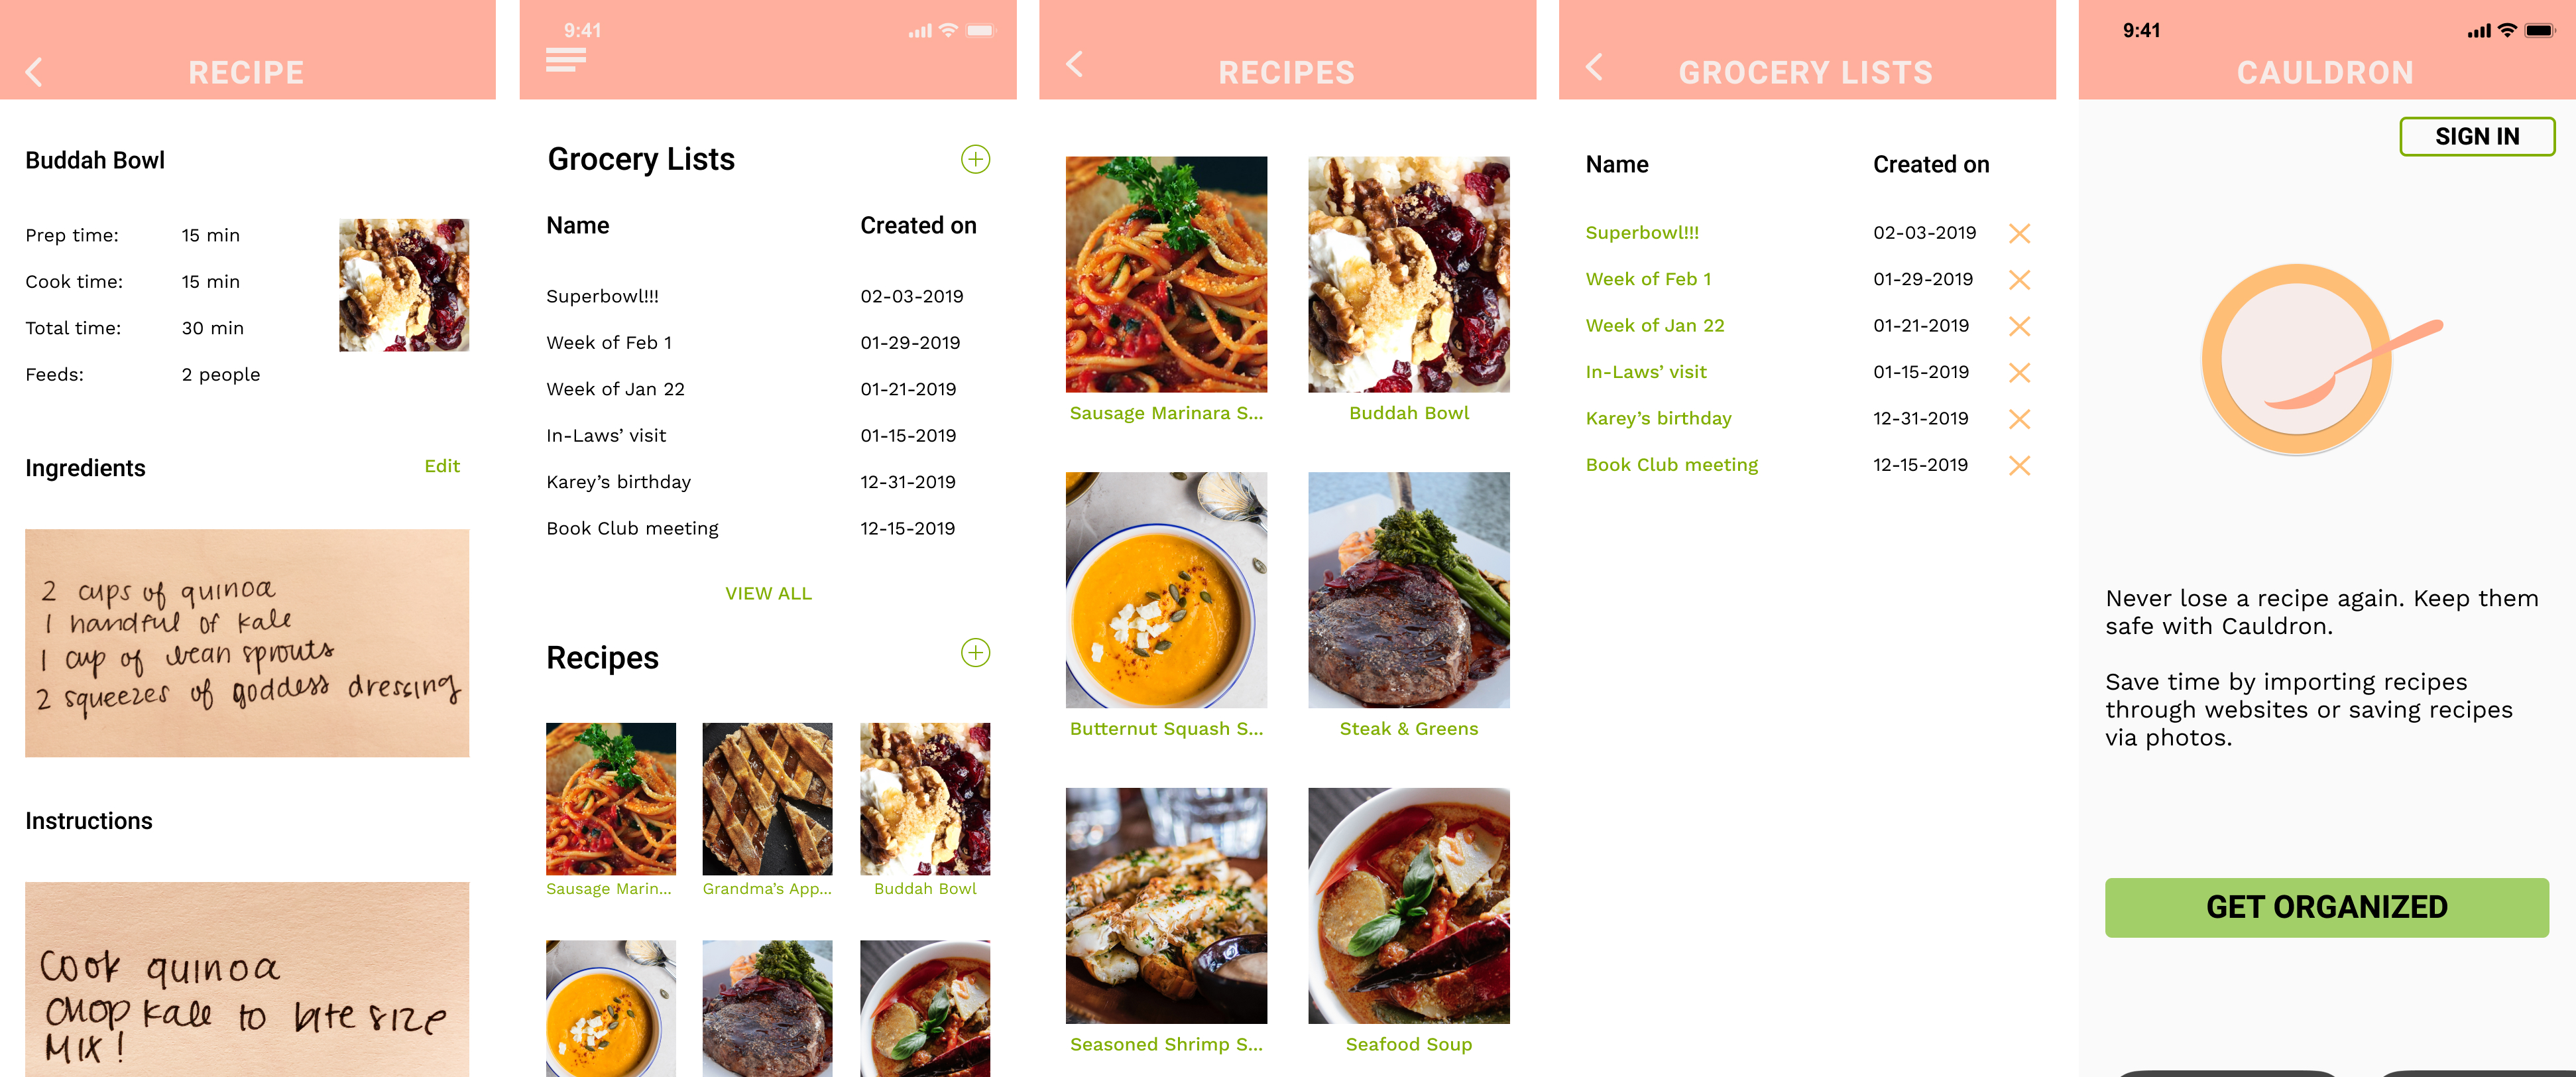 RECIPE
Buddah Bowl
Prep time: 15 min
Cook time: 15 min
Total time: 30 min
Feeds: 2 people
Ingredients Edit
2 cups of quinoa
1 handful of kale
1 cup of bean sprouts
2 squeezes of goddess dressing
Instructions
Cook quinoa
Chop kale to bite size
MIX!
9:41
Grocery Lists
Name Created on
Superbowl!!! 02-03-2019
Week of Feb 1 01-29-2019
Week of Jan 22 01-21-2019
In-Laws’ visit 01-15-2019
Karey’s birthday 12-31-2019
Book Club meeting 12-15-2019
VIEW ALL
Recipes
Sausage Marin... Grandma’s App... Buddah Bowl
RECIPES
Sausage Marinara S... Buddah Bowl
Butternut Squash S... Steak & Greens
Seasoned Shrimp S... Seafood Soup
GROCERY LISTS
Name Created on
Superbowl!!! 02-03-2019
Week of Feb 1 01-29-2019
Week of Jan 22 01-21-2019
In-Laws’ visit 01-15-2019
Karey’s birthday 12-31-2019
Book Club meeting 12-15-2019
9:41
CAULDRON
SIGN IN
Never lose a recipe again. Keep them
safe with Cauldron.
Save time by importing recipes
through websites or saving recipes
via photos.
GET ORGANIZED